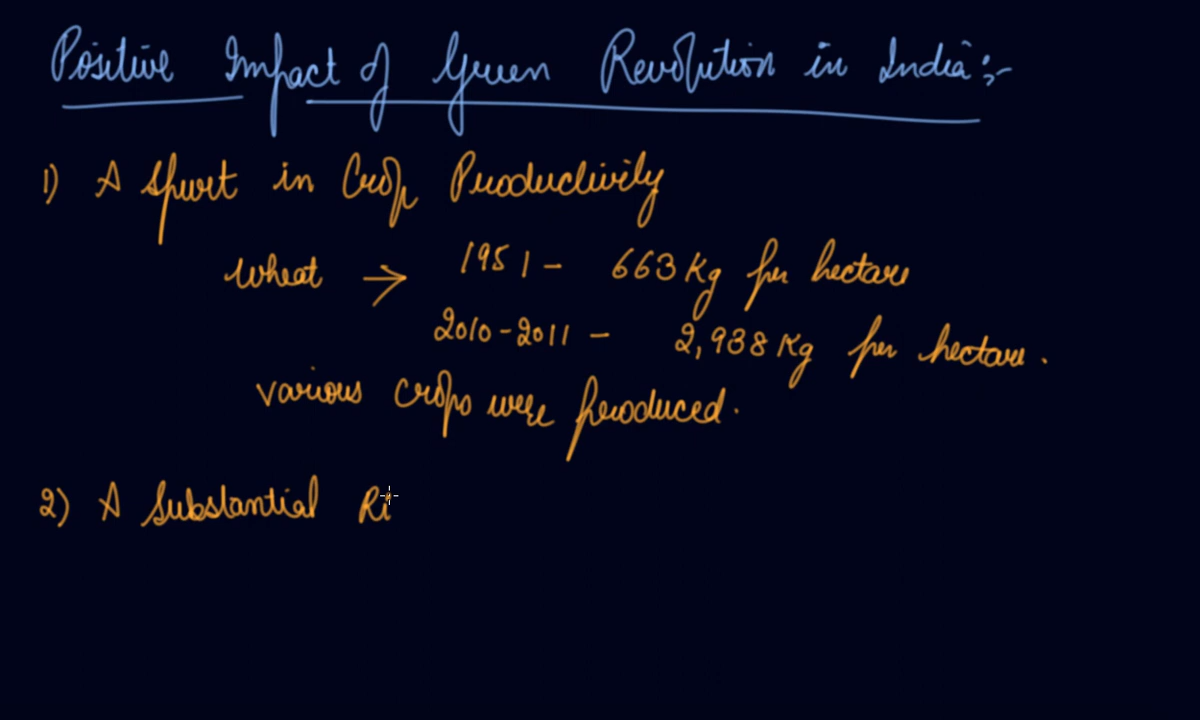 Positive Impact of Green Revolution in India:-
1) A Spurt in Crop Productivity
Wheat → 1951 - 663 Kg per hectare
2010-2011 - 2,938 Kg per hectare.
Various Crops were produced.
2) A Substantial Ri